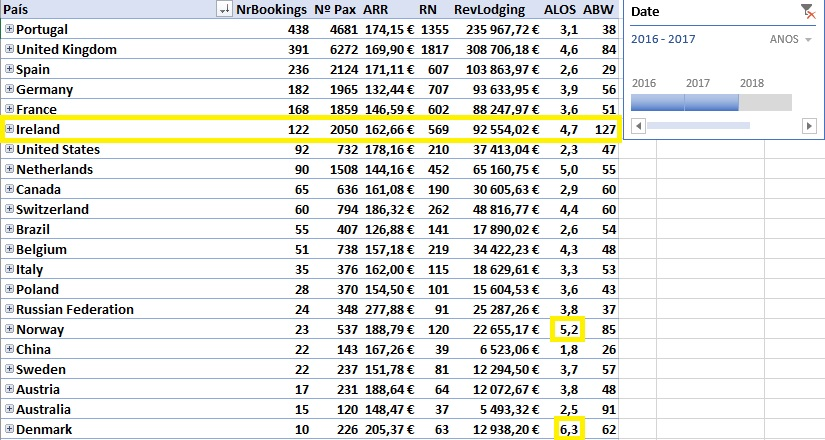 País NrBookings Nº Pax ARR RN RevLodging ALOS ABW
Portugal 438 4681 174,15 € 1355 235 967,72 € 3,1 38
United Kingdom 391 6272 169,90 € 1817 308 706,18 € 4,6 84
Spain 236 2124 171,11 € 607 103 863,97 € 2,6 29
Germany 182 1965 132,44 € 707 93 633,95 € 3,9 56
France 168 1859 146,59 € 602 88 247,97 € 3,6 51
Ireland 122 2050 162,66 € 569 92 554,02 € 4,7 127
United States 92 732 178,16 € 210 37 413,04 € 2,3 47
Netherlands 90 1508 144,16 € 452 65 160,75 € 5,0 55
Canada 65 636 161,08 € 190 30 605,63 € 2,9 60
Switzerland 60 794 186,32 € 262 48 816,77 € 4,4 60
Brazil 55 407 126,88 € 141 17 890,02 € 2,6 54
Belgium 51 738 157,18 € 219 34 422,23 € 4,3 48
Italy 35 376 162,00 € 115 18 629,61 € 3,3 53
Poland 28 370 154,50 € 101 15 604,53 € 3,6 43
Russian Federation 24 348 277,88 € 91 25 287,26 € 3,8 37
Norway 23 537 188,79 € 120 22 655,17 € 5,2 85
China 22 143 167,26 € 39 6 523,06 € 1,8 26
Sweden 22 237 151,78 € 81 12 294,50 € 3,7 57
Austria 17 231 188,64 € 64 12 072,67 € 3,8 48
Australia 15 120 148,47 € 37 5 493,32 € 2,5 91
Denmark 10 226 205,37 € 63 12 938,20 € 6,3 62
Date
2016 - 2017 ANOS
2016 2017 2018